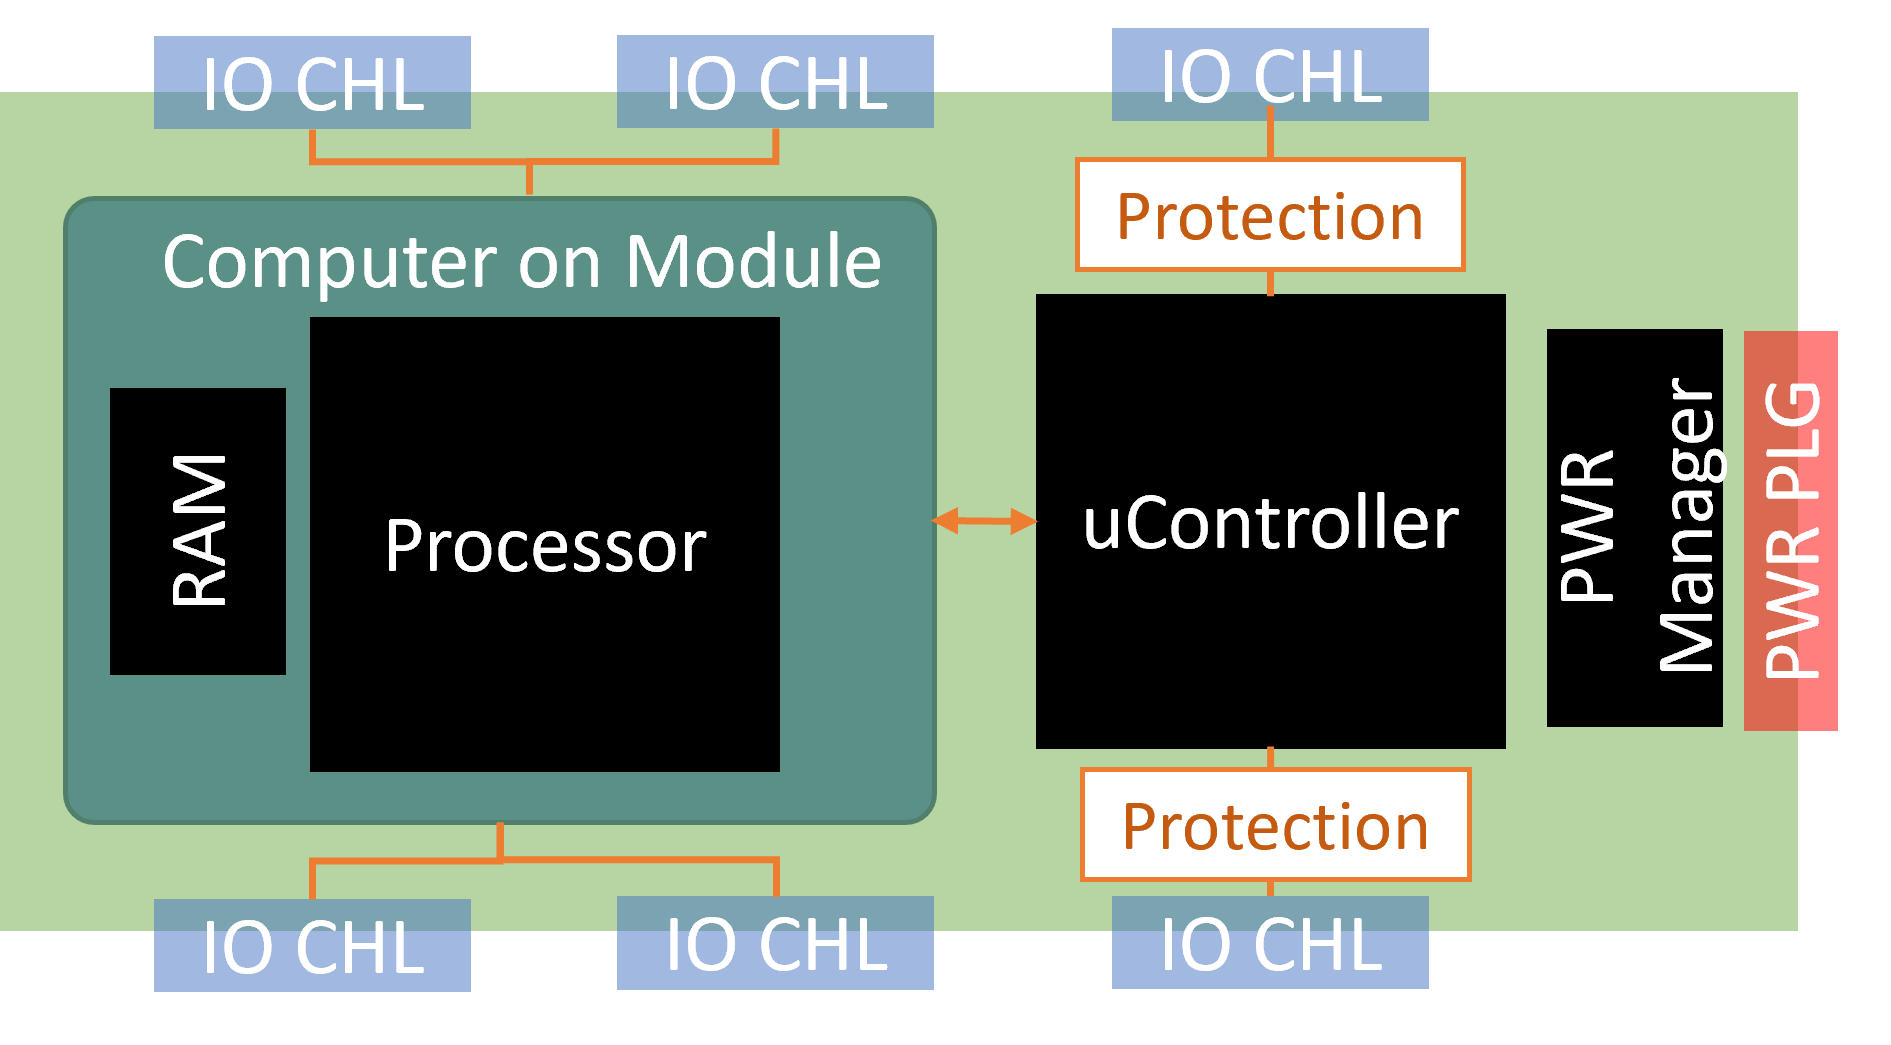 IO CHL
IO CHL
IO CHL
Protection
Computer on Module
RAM
Processor
uController
PWR
Manager
PWR PLG
Protection
IO CHL
IO CHL
IO CHL